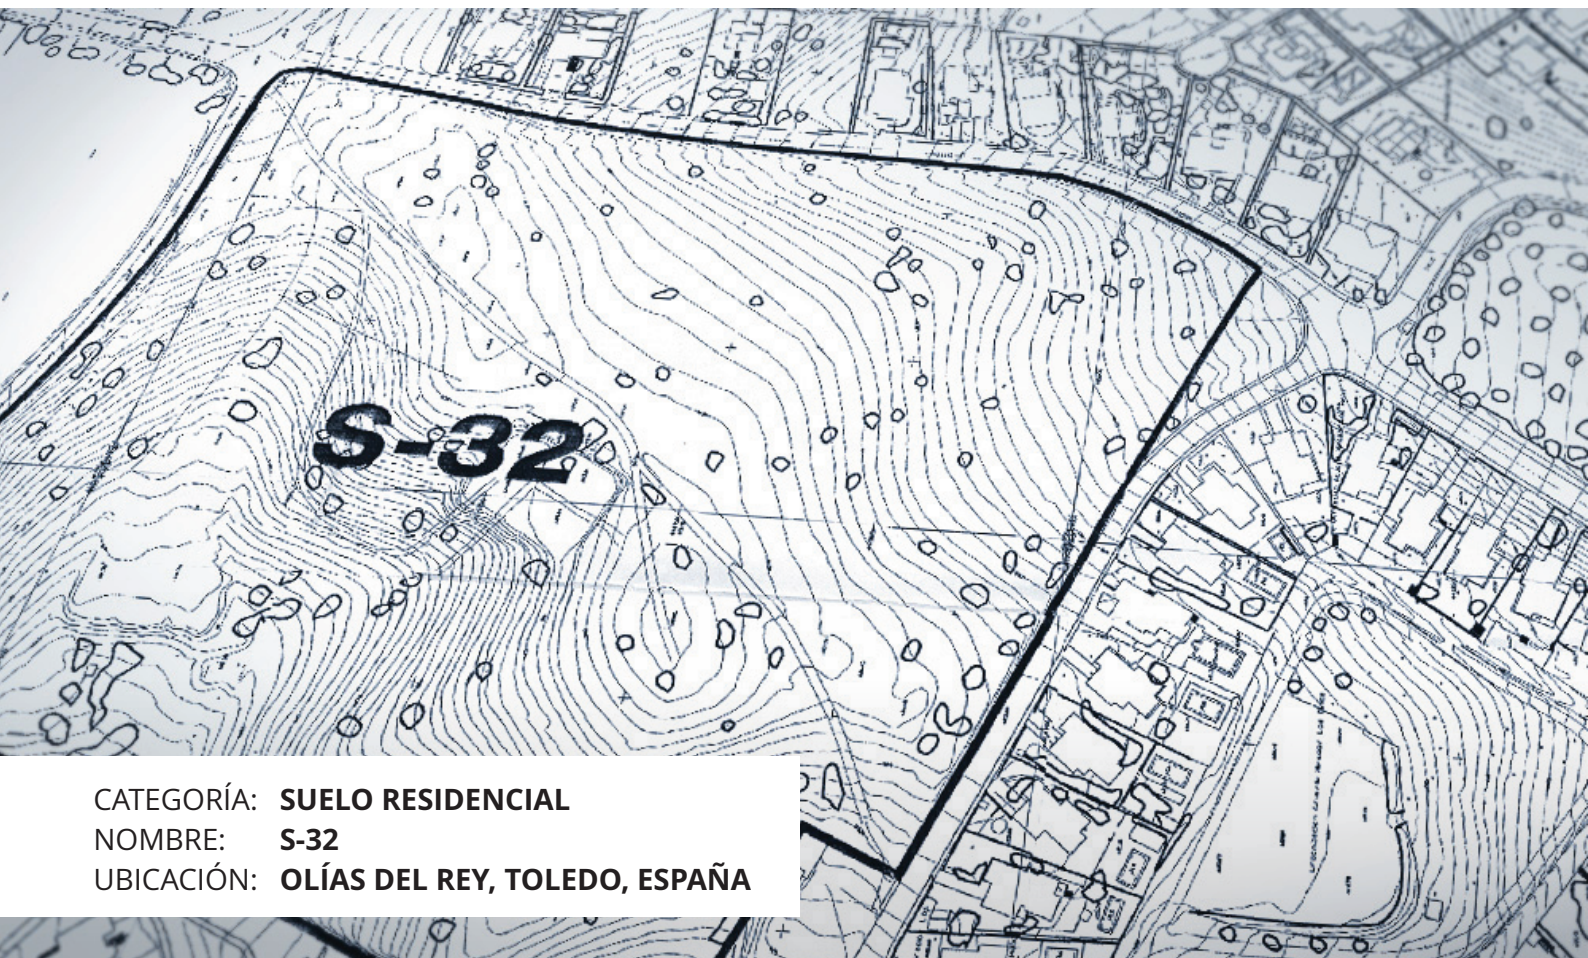 S-32
CATEGORÍA: SUELO RESIDENCIAL
NOMBRE: S-32
UBICACIÓN: OLÍAS DEL REY, TOLEDO, ESPAÑA